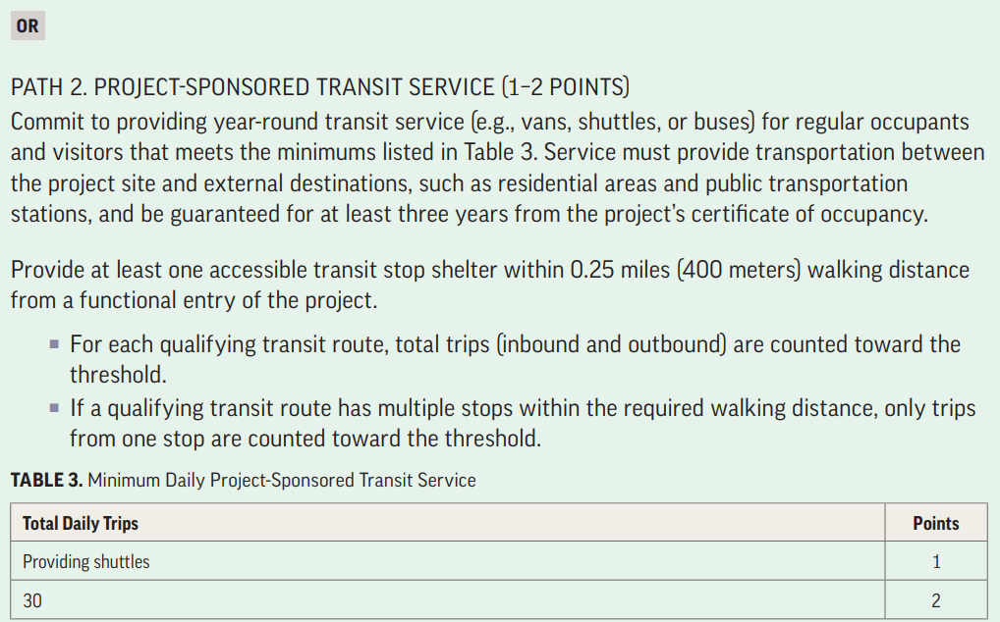 OR
PATH 2. PROJECT-SPONSORED TRANSIT SERVICE (1–2 POINTS)
Commit to providing year-round transit service (e.g., vans, shuttles, or buses) for regular occupants
and visitors that meets the minimums listed in Table 3. Service must provide transportation between
the project site and external destinations, such as residential areas and public transportation
stations, and be guaranteed for at least three years from the project’s certificate of occupancy.
Provide at least one accessible transit stop shelter within 0.25 miles (400 meters) walking distance
from a functional entry of the project.
▪ For each qualifying transit route, total trips (inbound and outbound) are counted toward the
threshold.
▪ If a qualifying transit route has multiple stops within the required walking distance, only trips
from one stop are counted toward the threshold.
TABLE 3. Minimum Daily Project-Sponsored Transit Service
Total Daily Trips Points
Providing shuttles 1
30 2